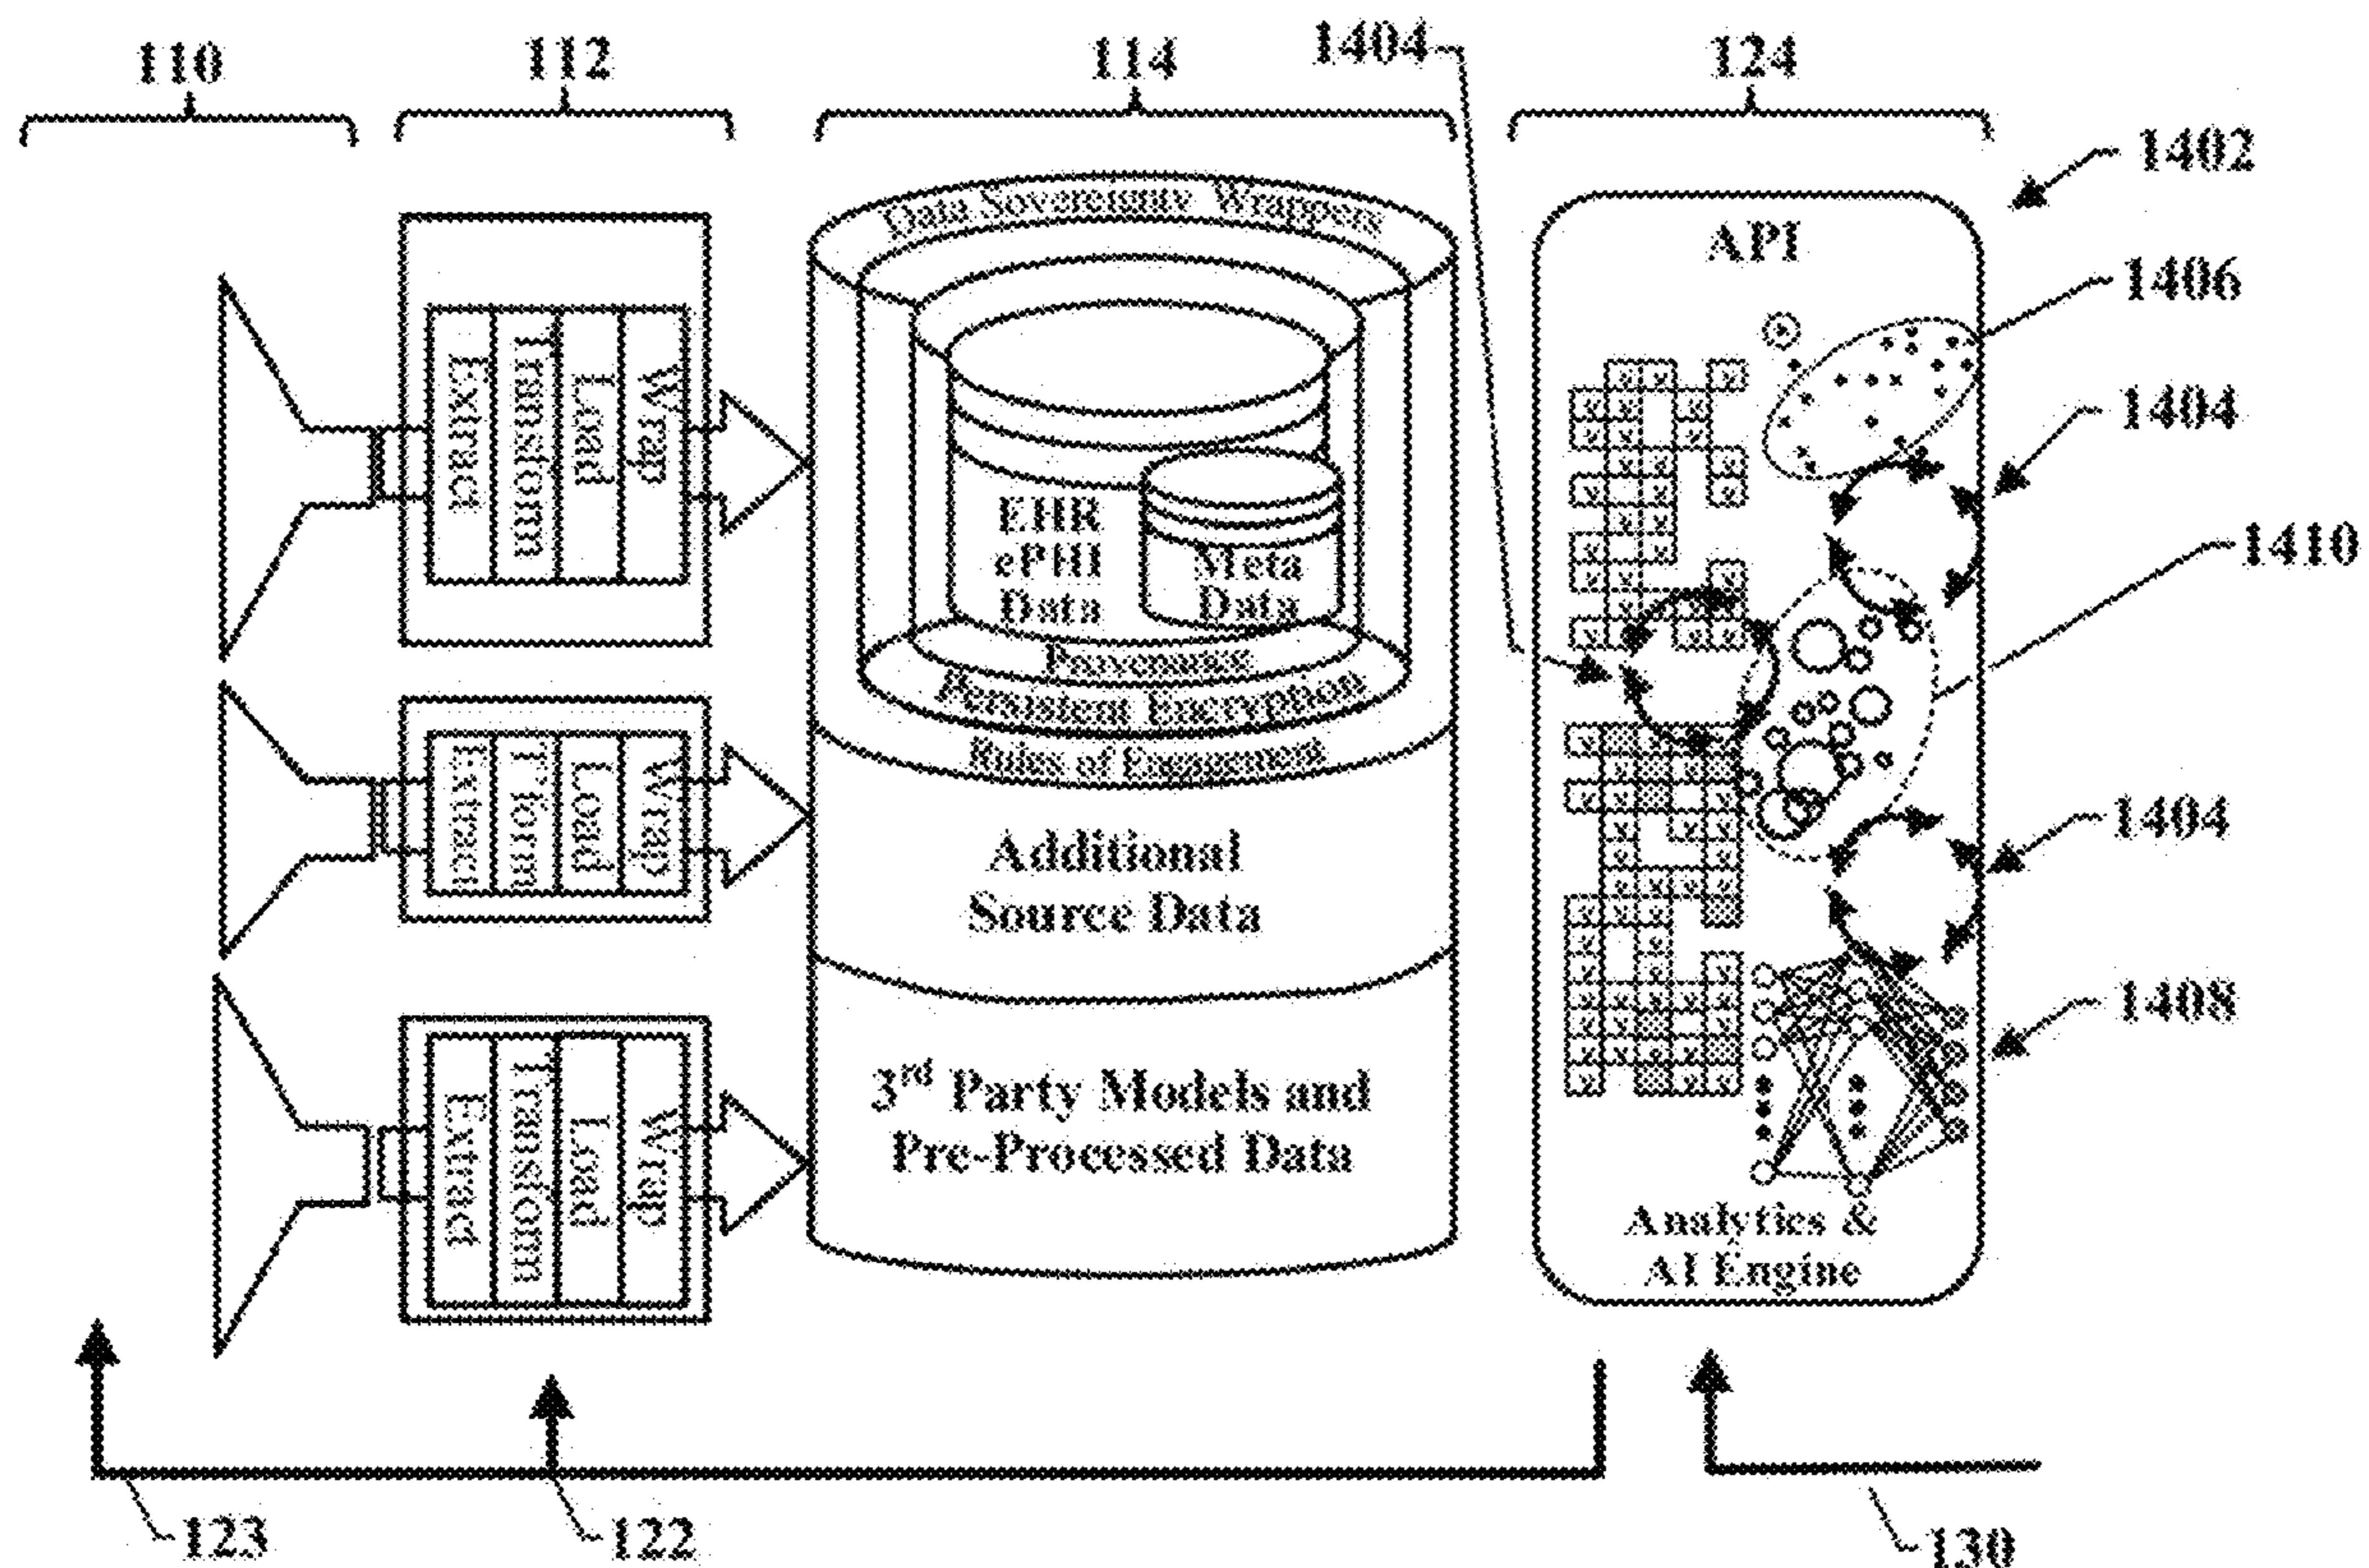 110
112
114
1404
124
1402
Data Sovereignty Wrappers
API
1406
Extract
Transform
Load
Wrap
1404
EHR
ePHI
Data
Meta
Data
1410
Provenance
Persistent Encryption
Rules of Engagement
Extract
T'form
Load
Wrap
1404
Additional
Source Data
1408
Extract
Transform
Load
Wrap
3rd Party Models and
Pre-Processed Data
Analytics &
AI Engine
123
122
130